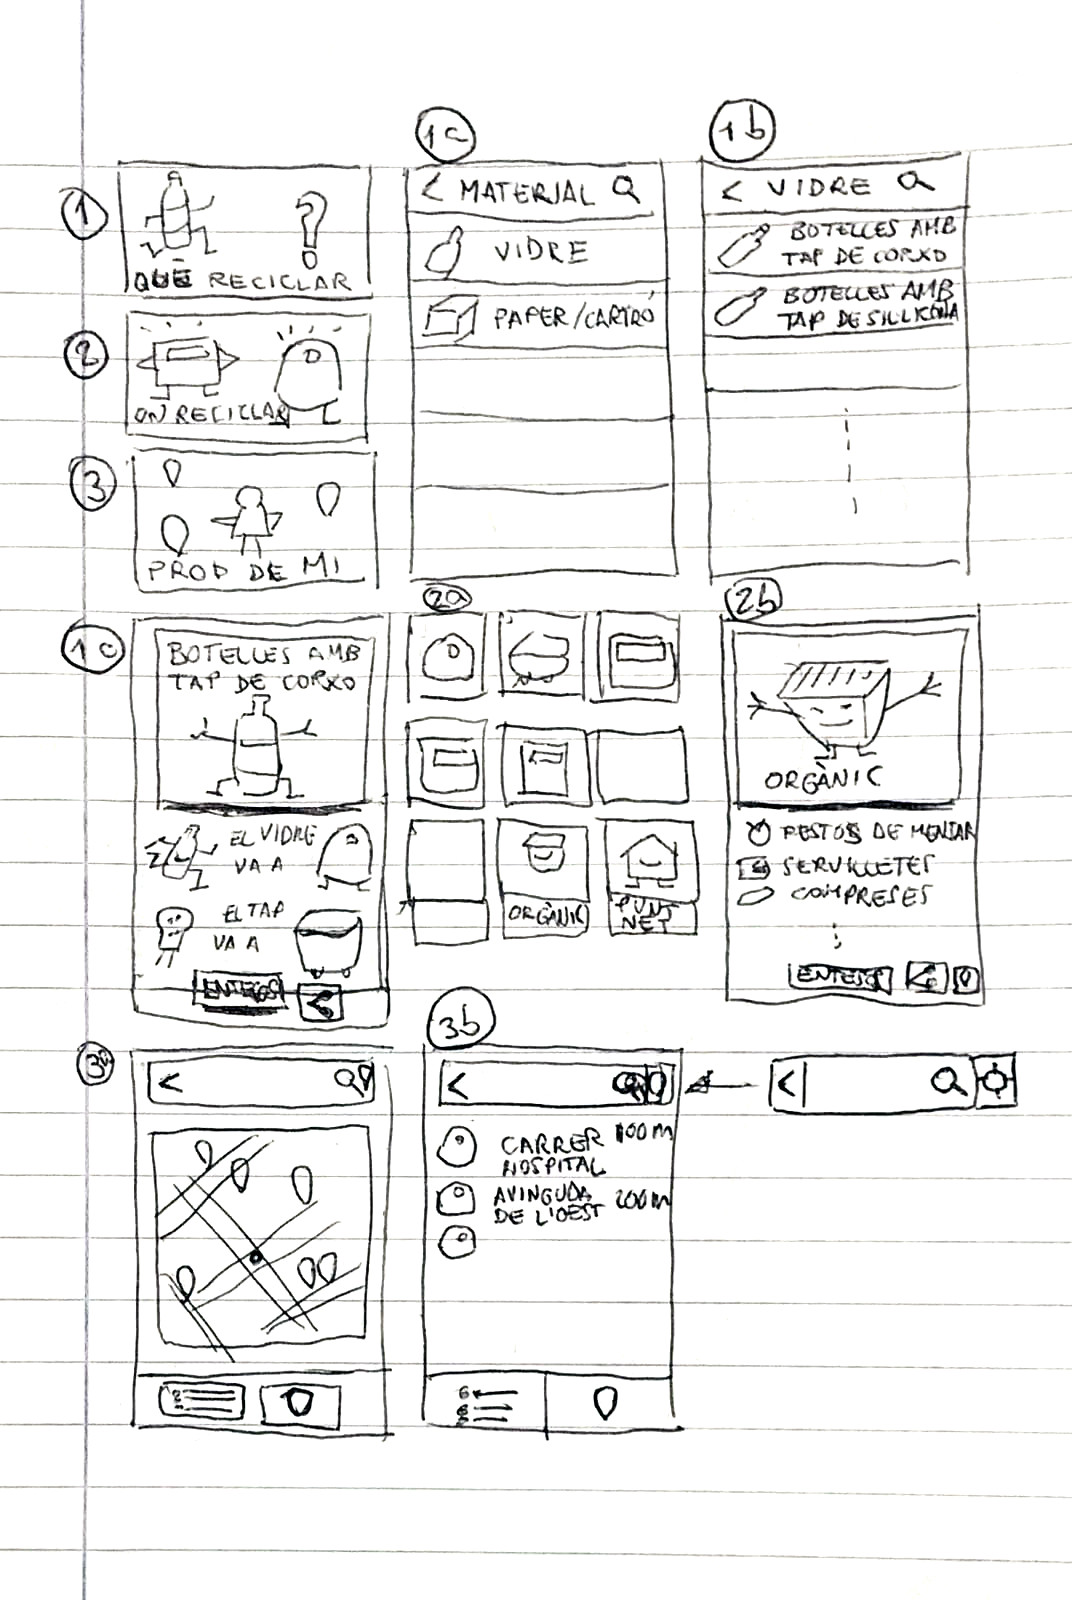 1a
1b
1
QUÈ RECICLAR
< MATERIAL
VIDRE
PAPER/CARTRÓ
< VIDRE
BOTELLES AMB
TAP DE CORXO
BOTELLES AMB
TAP DE SILLICONA
2
ON RECICLAR
3
PROP DE MI
1c
BOTELLES AMB
TAP DE CORXO
EL VIDRE
VA A
EL TAP
VA A
ENTESOS
2a
ORGÀNIC
PUNT
NET
2b
ORGÀNIC
RESTOS DE MENJAR
SERVILLETES
COMPRESES
ENTESOS
3a
<
3b
<
CARRER 100m
HOSPITAL
AVINGUDA 200m
DE L'OEST
<